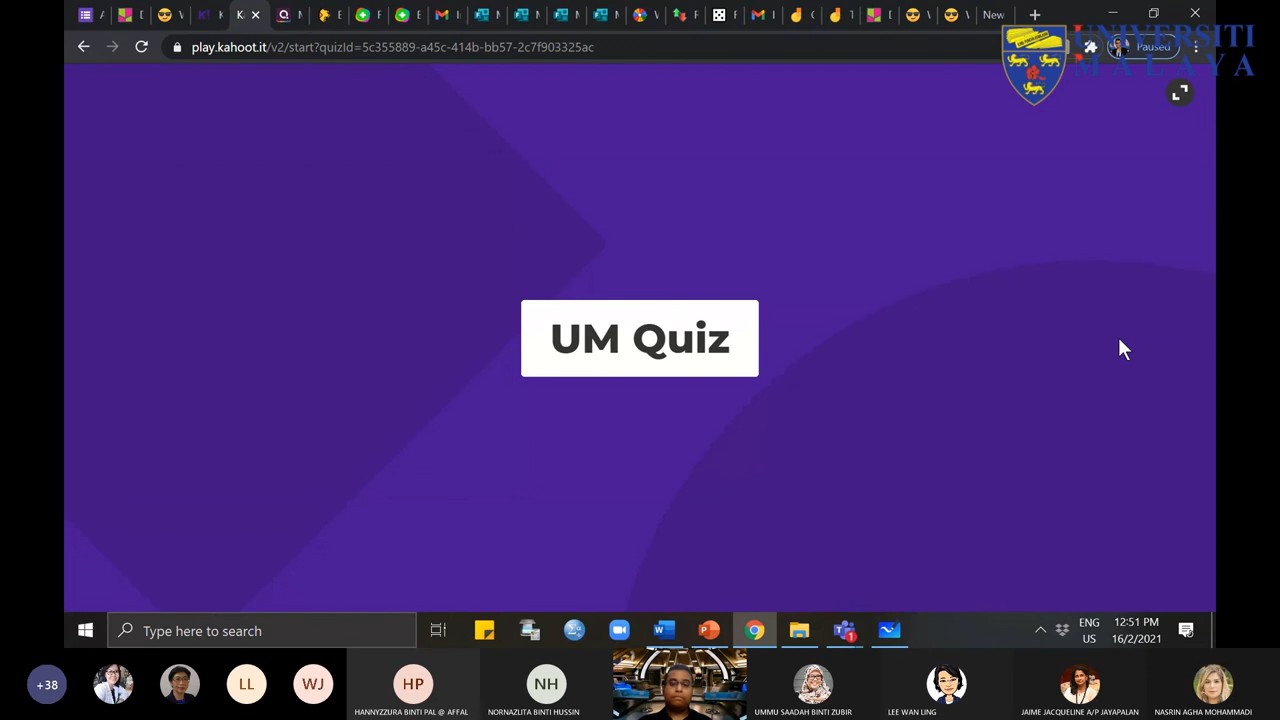 K
New
play.kahoot.it/v2/start?quizId=5c355889-a45c-414b-bb57-2c7f903325ac
Paused
UNIVERSITI
MALAYA
UM Quiz
Type here to search
1
ENG
US
12:51 PM
16/2/2021
+38
LL
WJ
HP
NH
HANNYZZURA BINTI PAL @ AFFAL
NORNAZLITA BINTI HUSSIN
UMMU SAADAH BINTI ZUBIR
LEE WAN LING
JAIME JACQUELINE A/P JAYAPALAN
NASRIN AGHA MOHAMMADI